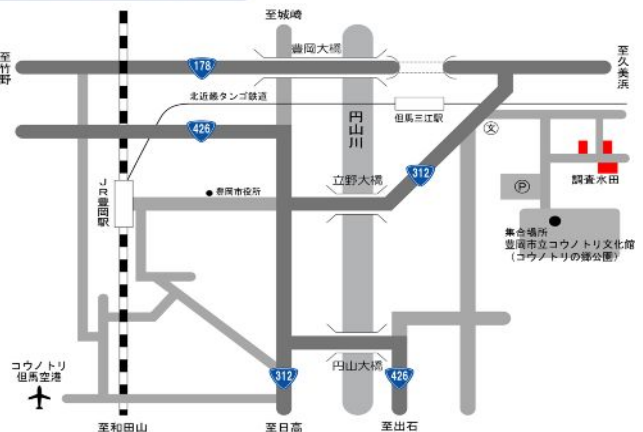 至城崎
豊岡大橋
至竹野
178
至久美浜
北近畿タンゴ鉄道
但馬三江駅
426
円山川
文
312
調査水田
立野大橋
JR豊岡駅
豊岡市役所
P
集合場所
豊岡市立コウノトリ文化館
(コウノトリの郷公園)
コウノトリ
但馬空港
312
円山大橋
426
至和田山
至日高
至出石